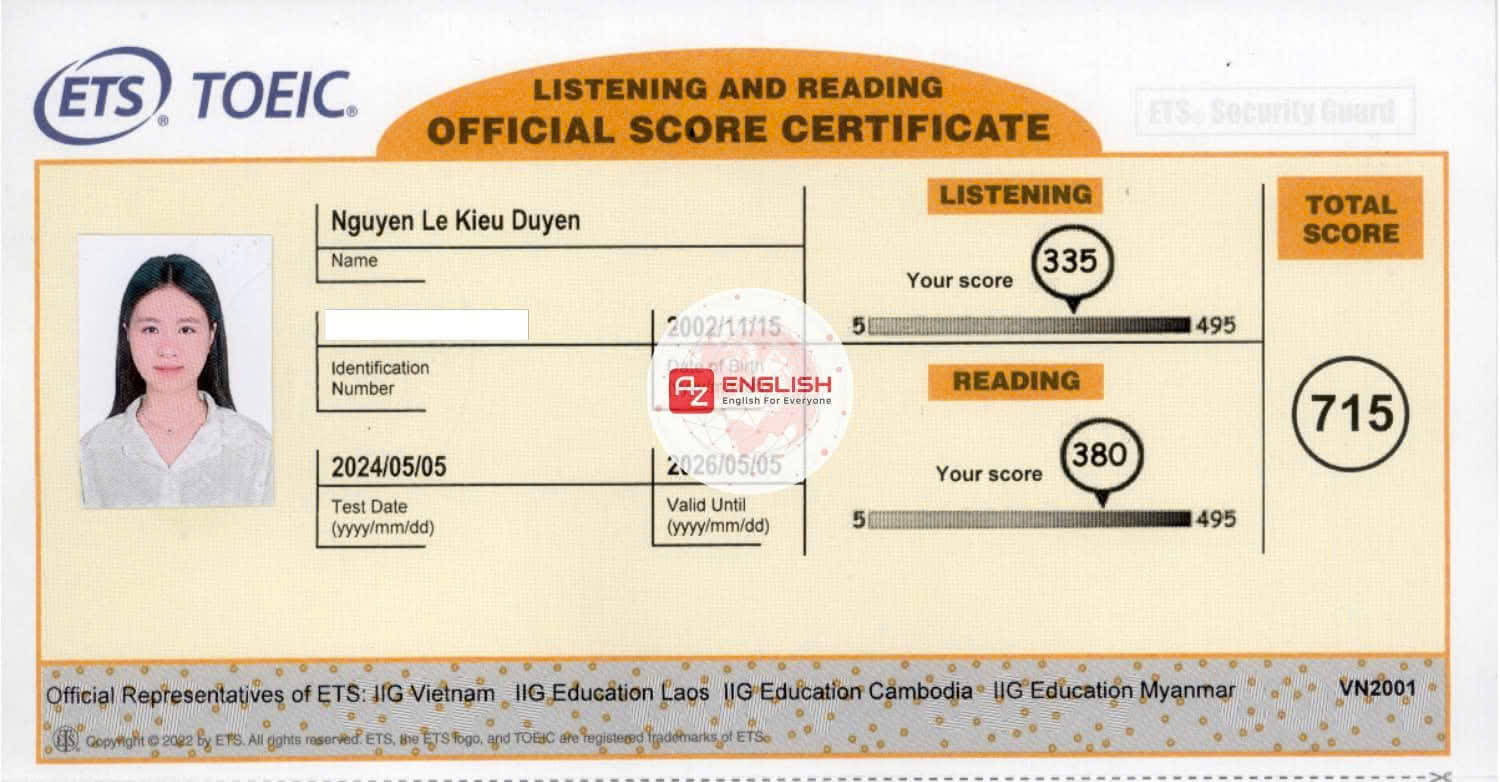 ETS® TOEIC®
LISTENING AND READING
OFFICIAL SCORE CERTIFICATE
ETS® Security Guard
Nguyen Le Kieu Duyen
Name
Identification
Number
2002/11/15
Date of Birth
AZ ENGLISH
English For Everyone
2024/05/05
Test Date
(yyyy/mm/dd)
2026/05/05
Valid Until
(yyyy/mm/dd)
LISTENING
Your score 335
5 495
READING
Your score 380
5 495
TOTAL
SCORE
715
Official Representatives of ETS: IIG Vietnam IIG Education Laos IIG Education Cambodia IIG Education Myanmar VN2001
ETS Copyright © 2022 by ETS. All rights reserved. ETS, the ETS logo, and TOEIC are registered trademarks of ETS.